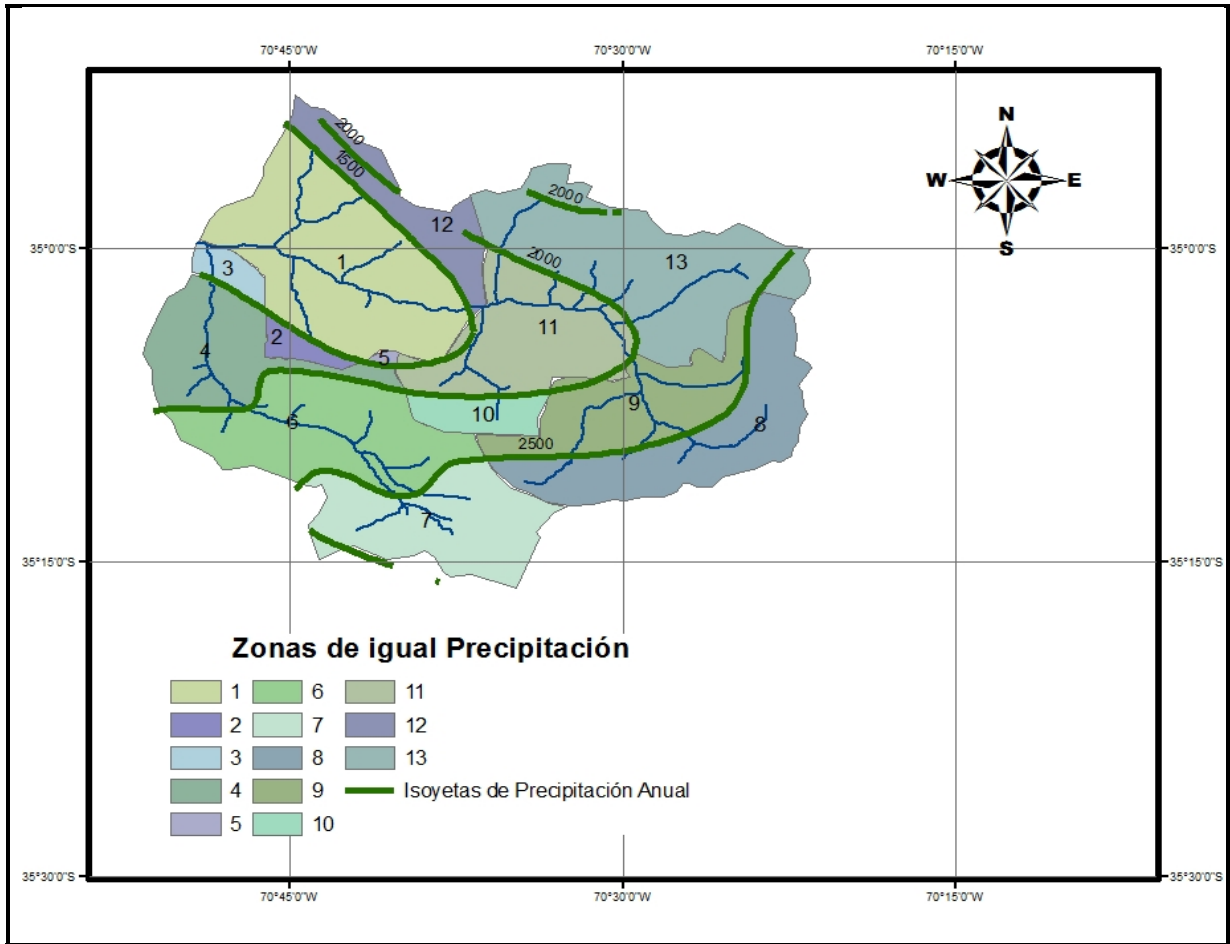 70°45'0"W 70°30'0"W 70°15'0"W
N
W E
S
35°0'0"S 35°0'0"S
2000
1500
2000
12
2000
13
3
1
11
2
4
5
10
9
6
8
2500
7
35°15'0"S 35°15'0"S
Zonas de igual Precipitación
1 6 11
2 7 12
3 8 13
4 9 Isoyetas de Precipitación Anual
5 10
35°30'0"S 35°30'0"S
70°45'0"W 70°30'0"W 70°15'0"W